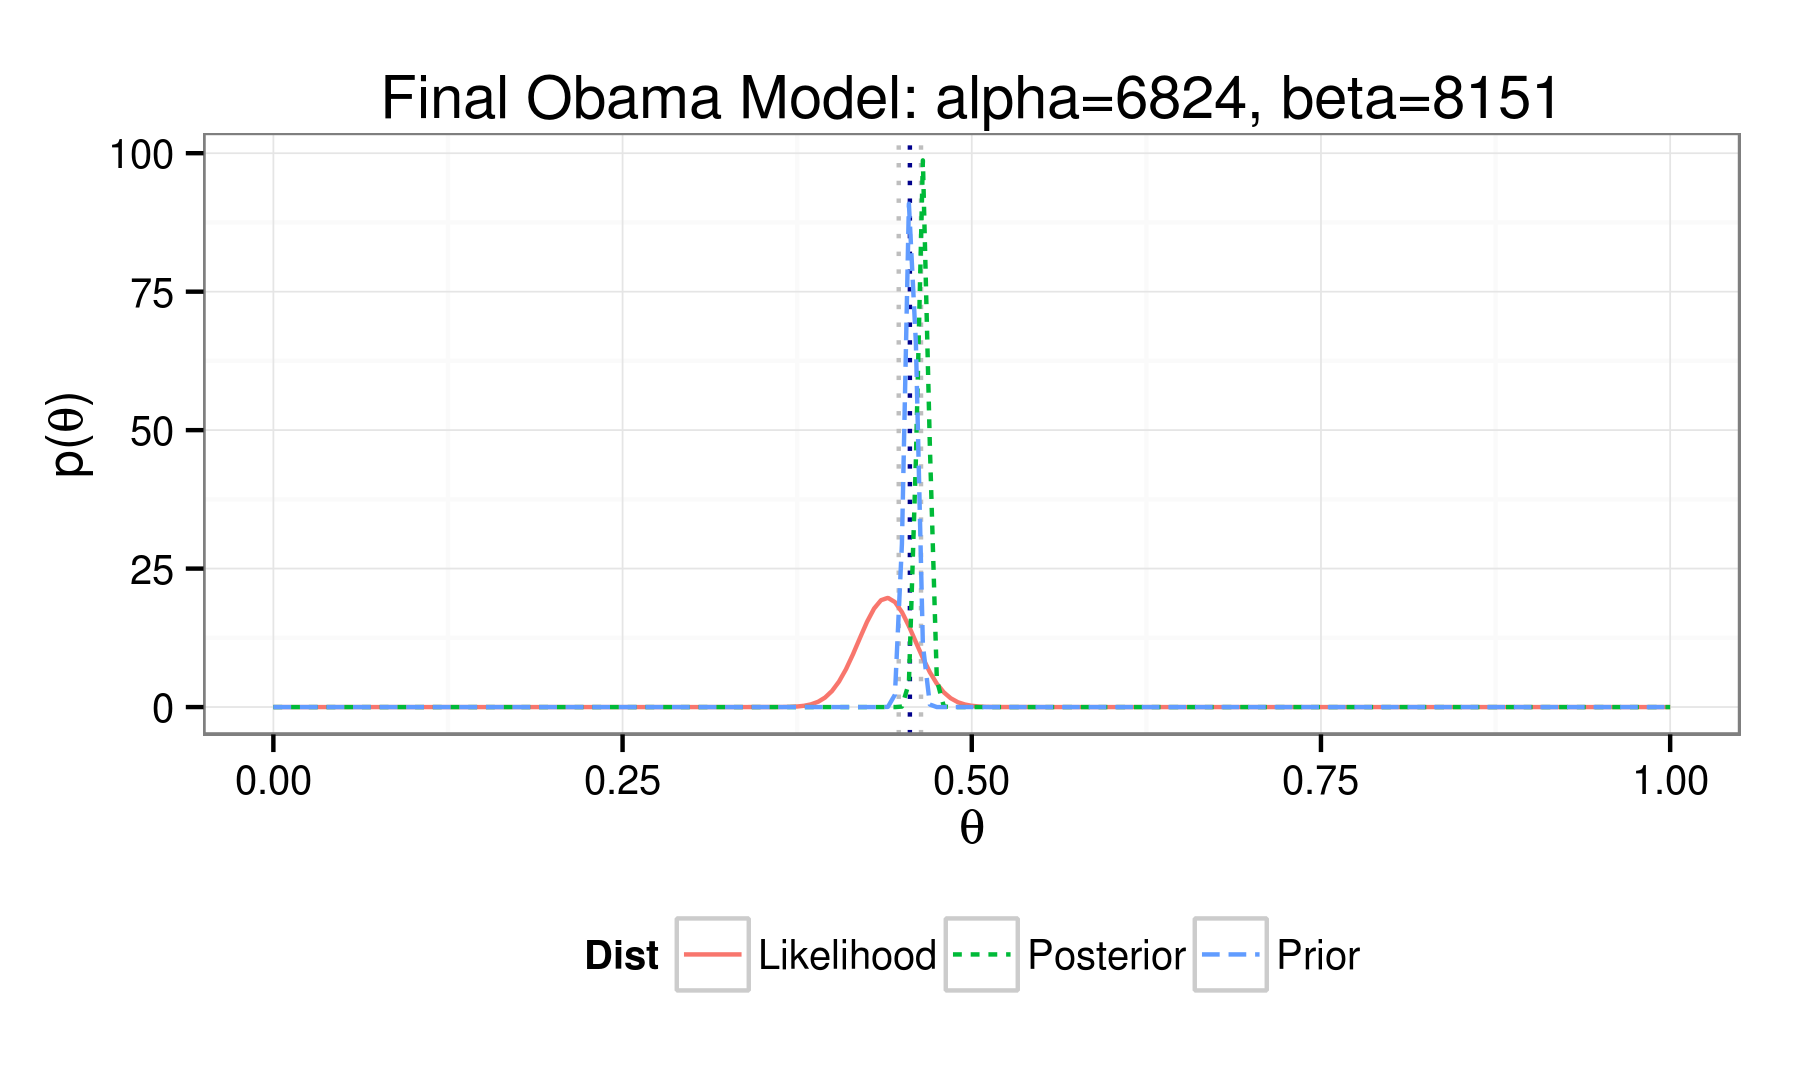 Final Obama Model: alpha=6824, beta=8151
100
75
50
25
0
p(θ)
0.00 0.25 0.50 0.75 1.00
θ
Dist Likelihood Posterior Prior